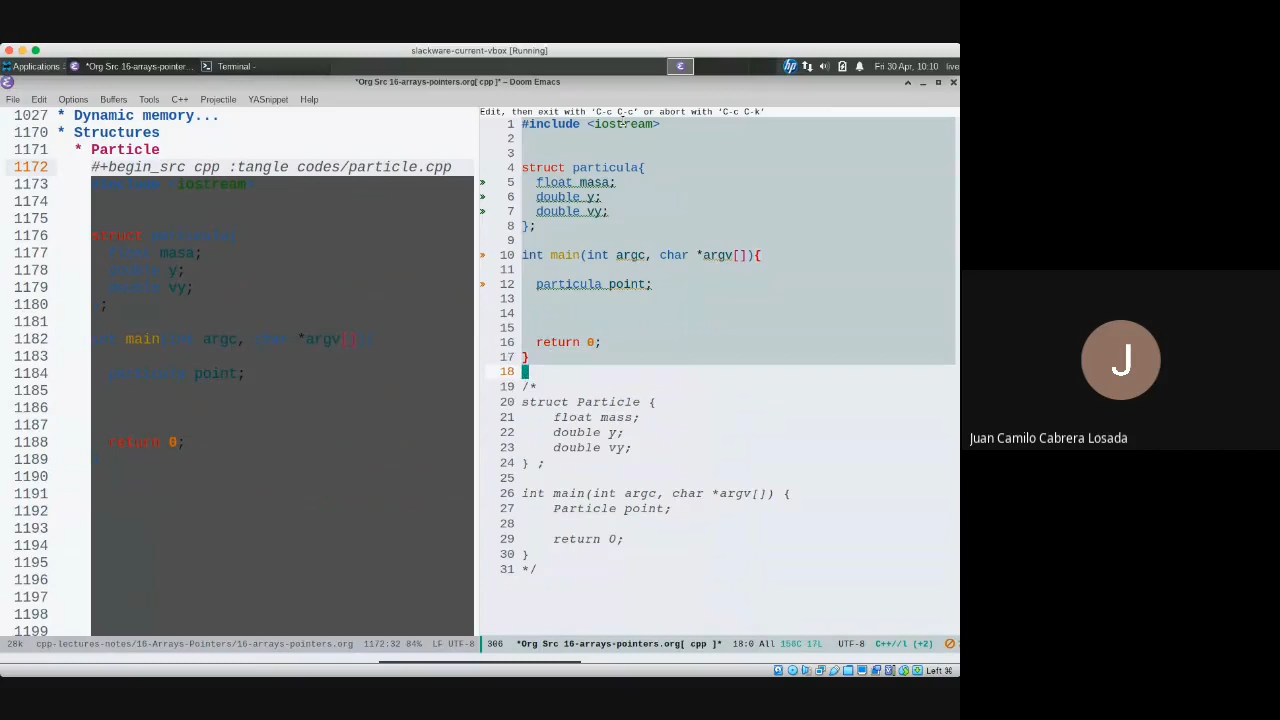 slackware-current-vbox [Running]
Applications *Org Src 16-arrays-pointer... Terminal - hp Fri 30 Apr, 10:10 live
*Org Src 16-arrays-pointers.org[ cpp ]* – Doom Emacs
File Edit Options Buffers Tools C++ Projectile YASnippet Help
1027 * Dynamic memory...
1170 * Structures
1171 * Particle
1172 #+begin_src cpp :tangle codes/particle.cpp
1173 #include <iostream>
1174
1175
1176 struct particula{
1177 float masa;
1178 double y;
1179 double vy;
1180 };
1181
1182 int main(int argc, char *argv[]){
1183
1184 particula point;
1185
1186
1187
1188 return 0;
1189 }
1190
1191
1192
1193
1194
1195
1196
1197
1198
1199
28k cpp-lectures-notes/16-Arrays-Pointers/16-arrays-pointers.org 1172:32 84% LF UTF-8
Edit, then exit with ‘C-c C-c’ or abort with ‘C-c C-k’
1 #include <iostream>
2
3
4 struct particula{
» 5 float masa;
» 6 double y;
» 7 double vy;
8 };
9
» 10 int main(int argc, char *argv[]){
11
» 12 particula point;
13
14
15
16 return 0;
17 }
18
19 /*
20 struct Particle {
21 float mass;
22 double y;
23 double vy;
24 } ;
25
26 int main(int argc, char *argv[]) {
27 Particle point;
28
29 return 0;
30 }
31 */
306 *Org Src 16-arrays-pointers.org[ cpp ]* 18:0 All 158C 17L UTF-8 C++//l (+2)
Left ⌘
J
Juan Camilo Cabrera Losada